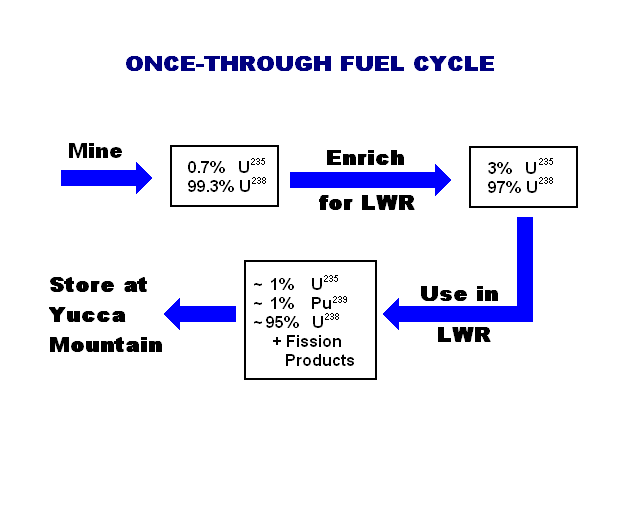 ONCE-THROUGH FUEL CYCLE
Mine
0.7% U²³⁵
99.3% U²³⁸
Enrich
for LWR
3% U²³⁵
97% U²³⁸
Use in
LWR
~ 1% U²³⁵
~ 1% Pu²³⁹
~ 95% U²³⁸
+ Fission
Products
Store at
Yucca
Mountain